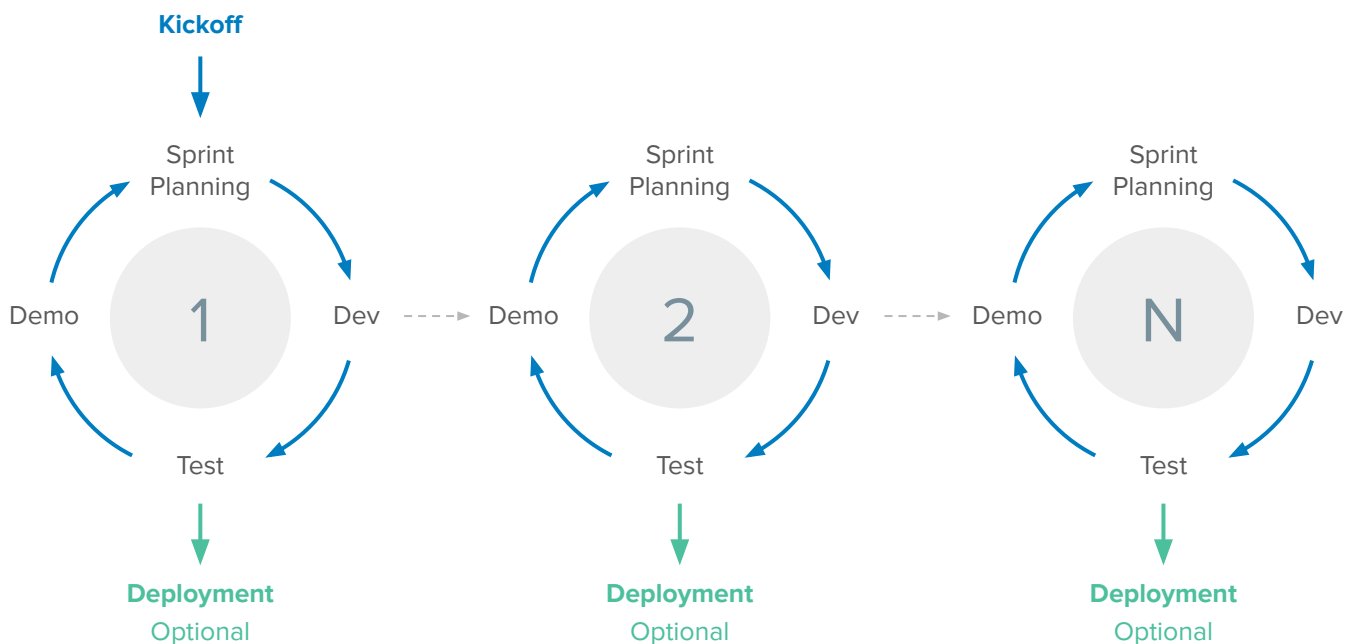 Kickoff
Sprint
Planning
Demo
1
Dev
Test
Deployment
Optional
Sprint
Planning
Demo
2
Dev
Test
Deployment
Optional
Sprint
Planning
Demo
N
Dev
Test
Deployment
Optional